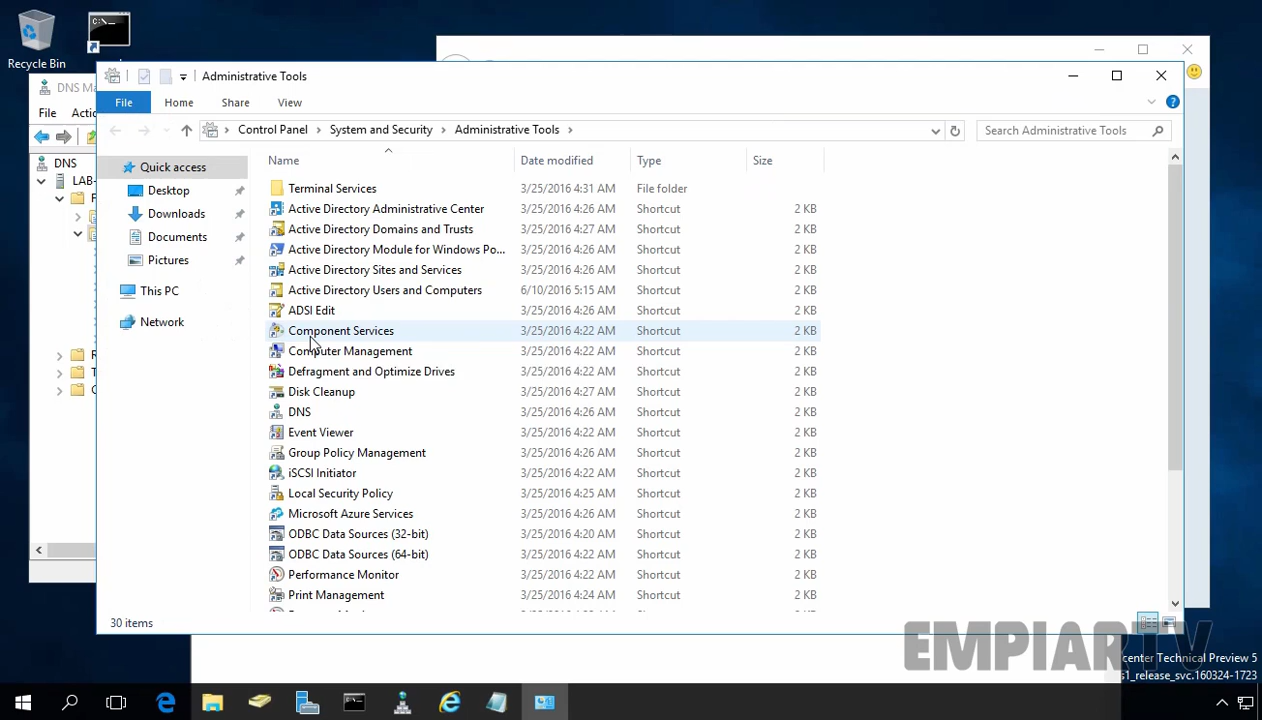 Recycle Bin
DNS Ma
File
Actio
DNS
LAB-
F
R
T
C
Administrative Tools
File
Home
Share
View
Control Panel
System and Security
Administrative Tools
Search Administrative Tools
Quick access
Desktop
Downloads
Documents
Pictures
This PC
Network
Name Date modified Type Size
Terminal Services 3/25/2016 4:31 AM File folder
Active Directory Administrative Center 3/25/2016 4:26 AM Shortcut 2 KB
Active Directory Domains and Trusts 3/25/2016 4:27 AM Shortcut 2 KB
Active Directory Module for Windows Po... 3/25/2016 4:26 AM Shortcut 2 KB
Active Directory Sites and Services 3/25/2016 4:26 AM Shortcut 2 KB
Active Directory Users and Computers 6/10/2016 5:15 AM Shortcut 2 KB
ADSI Edit 3/25/2016 4:26 AM Shortcut 2 KB
Component Services 3/25/2016 4:22 AM Shortcut 2 KB
Computer Management 3/25/2016 4:22 AM Shortcut 2 KB
Defragment and Optimize Drives 3/25/2016 4:22 AM Shortcut 2 KB
Disk Cleanup 3/25/2016 4:27 AM Shortcut 2 KB
DNS 3/25/2016 4:26 AM Shortcut 2 KB
Event Viewer 3/25/2016 4:22 AM Shortcut 2 KB
Group Policy Management 3/25/2016 4:26 AM Shortcut 2 KB
iSCSI Initiator 3/25/2016 4:22 AM Shortcut 2 KB
Local Security Policy 3/25/2016 4:25 AM Shortcut 2 KB
Microsoft Azure Services 3/25/2016 4:26 AM Shortcut 2 KB
ODBC Data Sources (32-bit) 3/25/2016 4:20 AM Shortcut 2 KB
ODBC Data Sources (64-bit) 3/25/2016 4:22 AM Shortcut 2 KB
Performance Monitor 3/25/2016 4:22 AM Shortcut 2 KB
Print Management 3/25/2016 4:24 AM Shortcut 2 KB
30 items
EMPIARTV
center Technical Preview 5
s1_release_svc.160324-1723